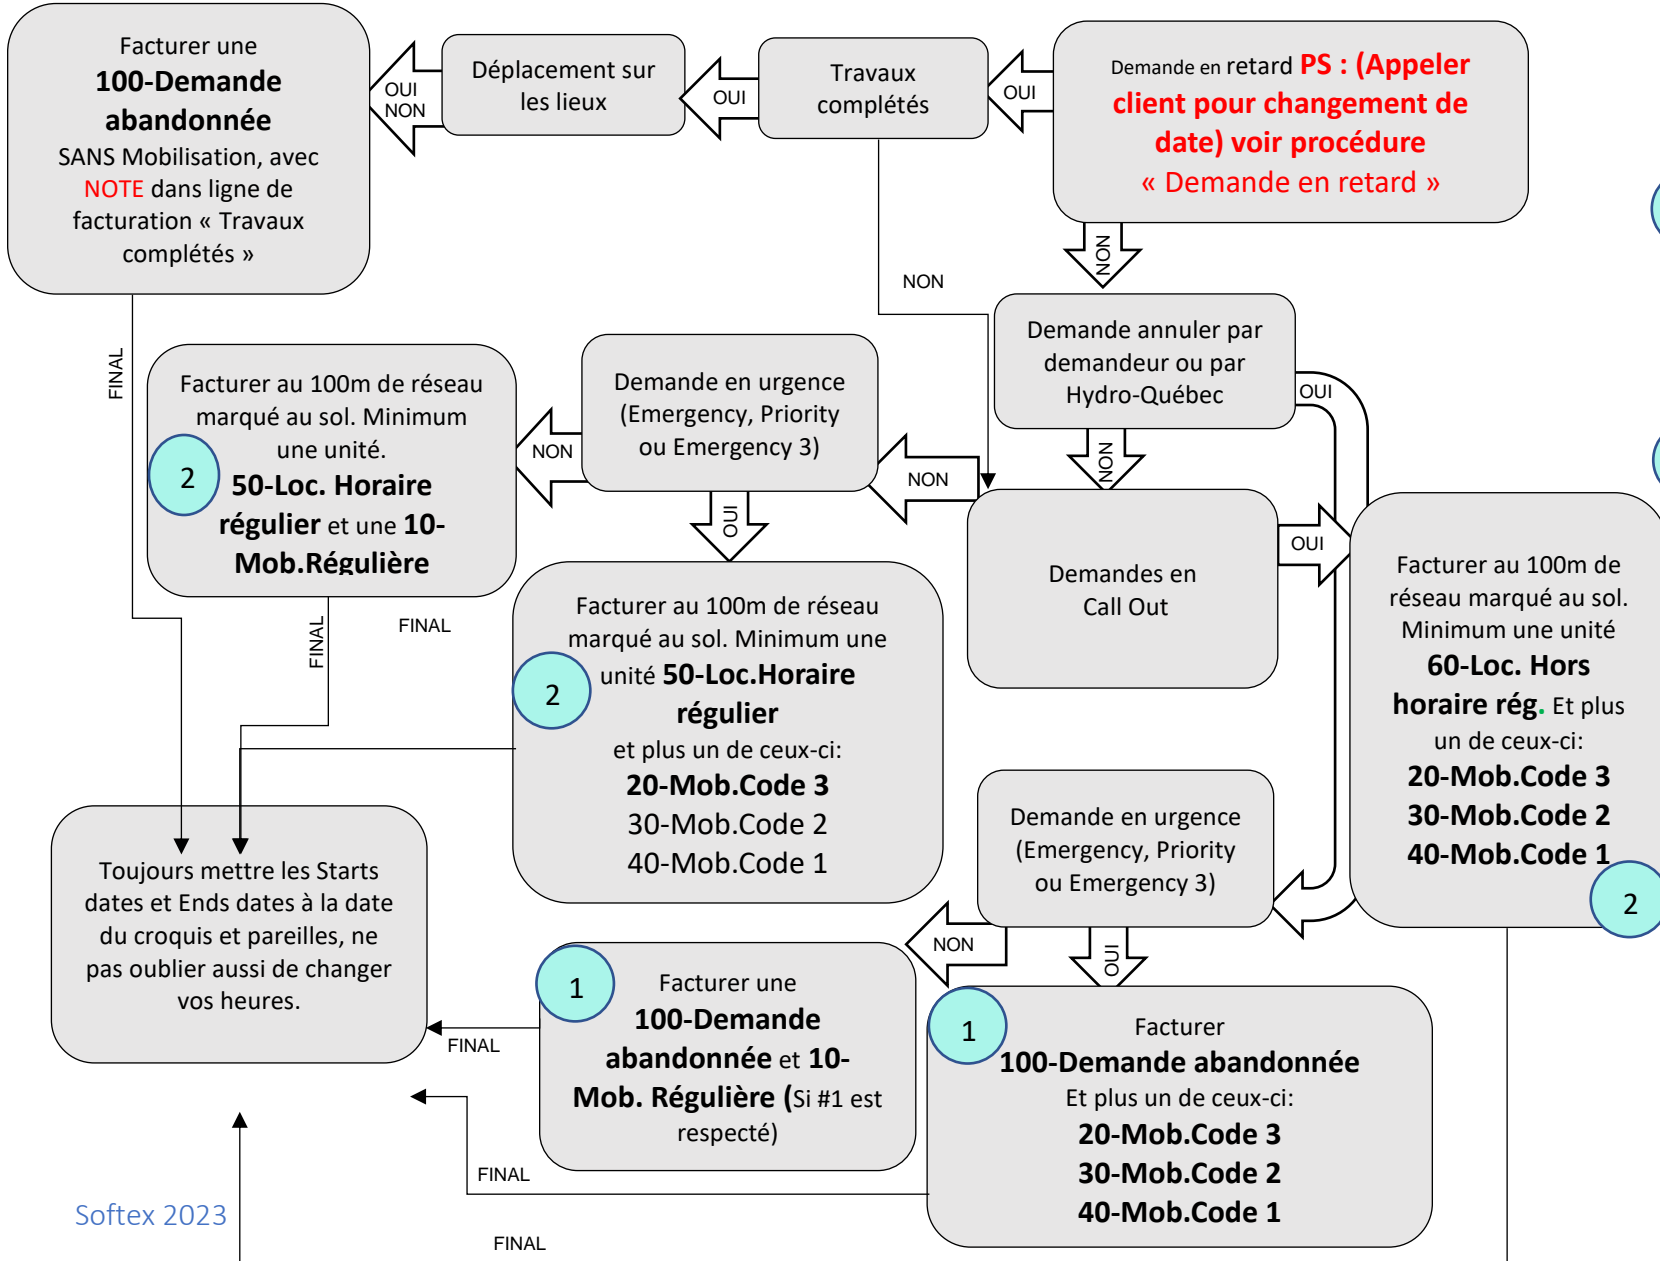 Facturer une
100-Demande
abandonnée
SANS Mobilisation, avec
NOTE dans ligne de
facturation « Travaux
complétés »
OUI
NON
Déplacement sur
les lieux
OUI
Travaux
complétés
OUI
Demande en retard PS : (Appeler
client pour changement de
date) voir procédure
« Demande en retard »
NON
NON
Demande annuler par
demandeur ou par
Hydro-Québec
OUI
NON
FINAL
Facturer au 100m de réseau
marqué au sol. Minimum
une unité.
2
50-Loc. Horaire
régulier et une 10-
Mob.Régulière
NON
Demande en urgence
(Emergency, Priority
ou Emergency 3)
OUI
NON
Demandes en
Call Out
OUI
Facturer au 100m de
réseau marqué au sol.
Minimum une unité
60-Loc. Hors
horaire rég. Et plus
un de ceux-ci:
20-Mob.Code 3
30-Mob.Code 2
40-Mob.Code 1
2
FINAL
FINAL
Facturer au 100m de réseau
marqué au sol. Minimum une
unité 50-Loc.Horaire
régulier
2
et plus un de ceux-ci:
20-Mob.Code 3
30-Mob.Code 2
40-Mob.Code 1
Demande en urgence
(Emergency, Priority
ou Emergency 3)
NON
OUI
Toujours mettre les Starts
dates et Ends dates à la date
du croquis et pareilles, ne
pas oublier aussi de changer
vos heures.
FINAL
1
Facturer une
100-Demande
abandonnée et 10-
Mob. Régulière (Si #1 est
respecté)
1
Facturer
100-Demande abandonnée
Et plus un de ceux-ci:
20-Mob.Code 3
30-Mob.Code 2
40-Mob.Code 1
FINAL
Softex 2023
FINAL